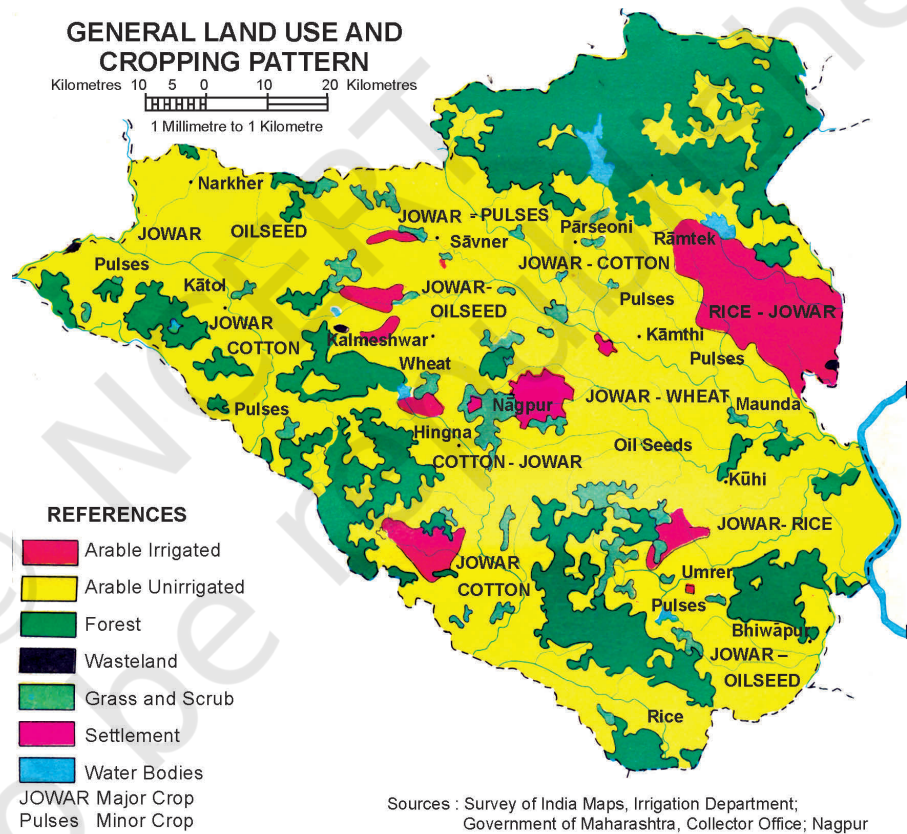 GENERAL LAND USE AND
CROPPING PATTERN
Kilometres 10 5 0 10 20 Kilometres
1 Millimetre to 1 Kilometre
Narkher
JOWAR OILSEED
JOWAR - PULSES
Sāvner
Pārseoni
Rāmtek
JOWAR - COTTON
Pulses
Kātol
JOWAR-
OILSEED
Pulses
RICE - JOWAR
JOWAR
COTTON
Kalmeshwar
Kāmthi
Pulses
Wheat
Pulses
Nāgpur
JOWAR - WHEAT
Maunda
Hingna
Oil Seeds
COTTON - JOWAR
Kūhi
JOWAR- RICE
JOWAR
COTTON
Umrer
Pulses
Bhiwāpur
JOWAR –
OILSEED
Rice
REFERENCES
Arable Irrigated
Arable Unirrigated
Forest
Wasteland
Grass and Scrub
Settlement
Water Bodies
JOWAR Major Crop
Pulses Minor Crop
Sources : Survey of India Maps, Irrigation Department;
Government of Maharashtra, Collector Office; Nagpur